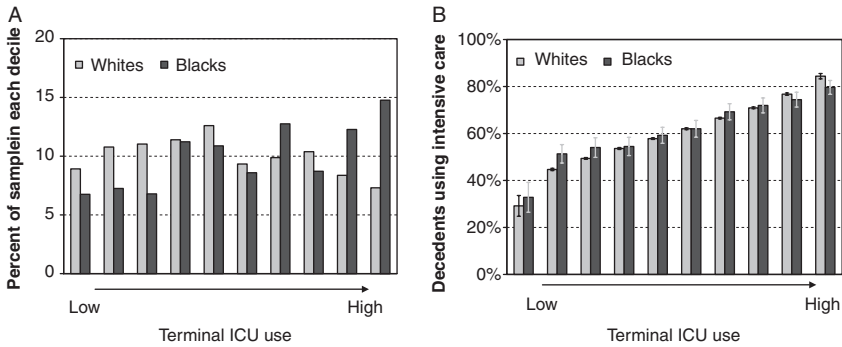 A
Percent of samplein each decile
20
15
10
5
0
Whites
Blacks
Low
High
Terminal ICU use
B
Decedents using intensive care
100%
80%
60%
40%
20%
0%
Whites
Blacks
Low
High
Terminal ICU use